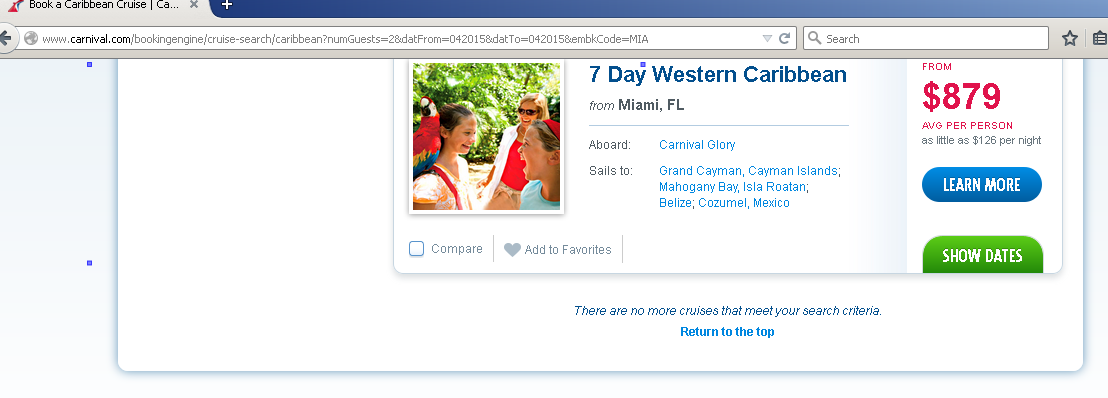 Book a Caribbean Cruise | Ca...
www.carnival.com/bookingengine/cruise-search/caribbean?numGuests=2&datFrom=042015&datTo=042015&embkCode=MIA
Search
7 Day Western Caribbean
from Miami, FL
Aboard: Carnival Glory
Sails to: Grand Cayman, Cayman Islands;
Mahogany Bay, Isla Roatan;
Belize; Cozumel, Mexico
Compare
Add to Favorites
FROM
$879
AVG PER PERSON
as little as $126 per night
LEARN MORE
SHOW DATES
There are no more cruises that meet your search criteria.
Return to the top